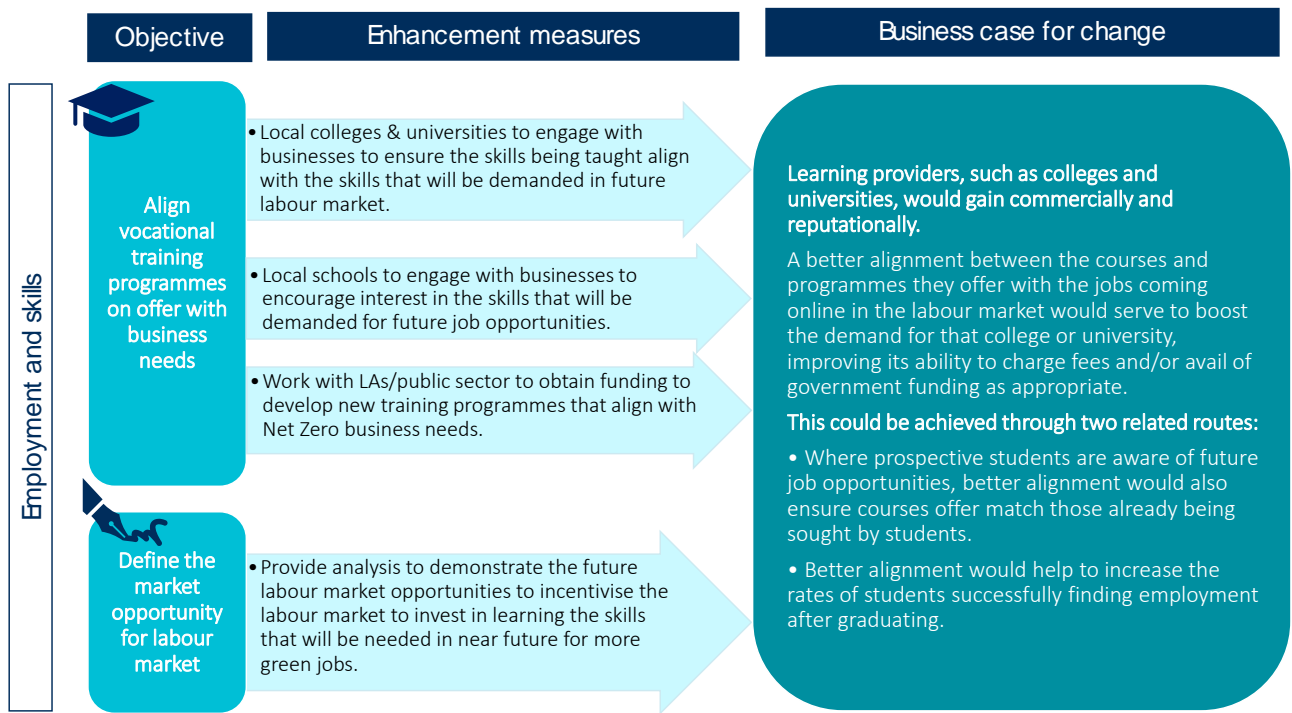 Objective
Enhancement measures
Business case for change
Employment and skills
Align
vocational
training
programmes
on offer with
business
needs
• Local colleges & universities to engage with
businesses to ensure the skills being taught align
with the skills that will be demanded in future
labour market.
• Local schools to engage with businesses to
encourage interest in the skills that will be
demanded for future job opportunities.
• Work with LAs/public sector to obtain funding to
develop new training programmes that align with
Net Zero business needs.
Define the
market
opportunity
for labour
market
• Provide analysis to demonstrate the future
labour market opportunities to incentivise the
labour market to invest in learning the skills
that will be needed in near future for more
green jobs.
Learning providers, such as colleges and
universities, would gain commercially and
reputationally.
A better alignment between the courses and
programmes they offer with the jobs coming
online in the labour market would serve to boost
the demand for that college or university,
improving its ability to charge fees and/or avail of
government funding as appropriate.
This could be achieved through two related routes:
• Where prospective students are aware of future
job opportunities, better alignment would also
ensure courses offer match those already being
sought by students.
• Better alignment would help to increase the
rates of students successfully finding employment
after graduating.